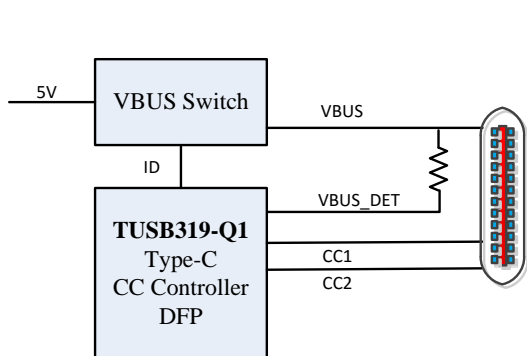 5V
VBUS Switch
VBUS
ID
VBUS_DET
TUSB319-Q1
Type-C
CC Controller
DFP
CC1
CC2